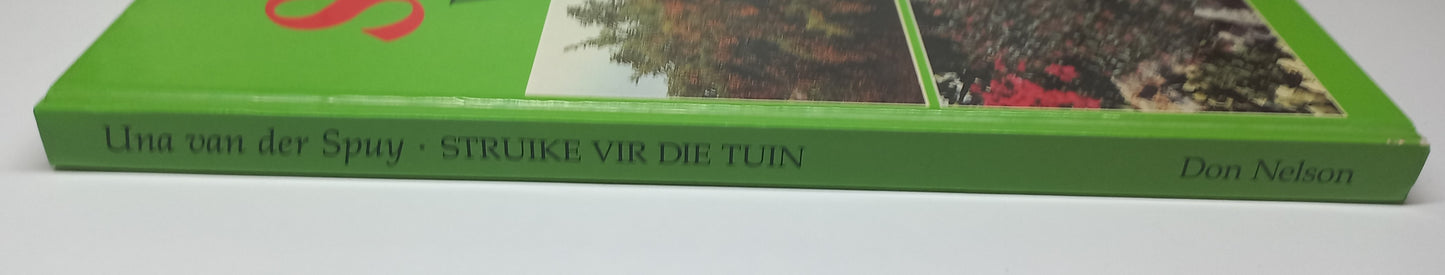 S
Una van der Spuy · STRUIKE VIR DIE TUIN
Don Nelson